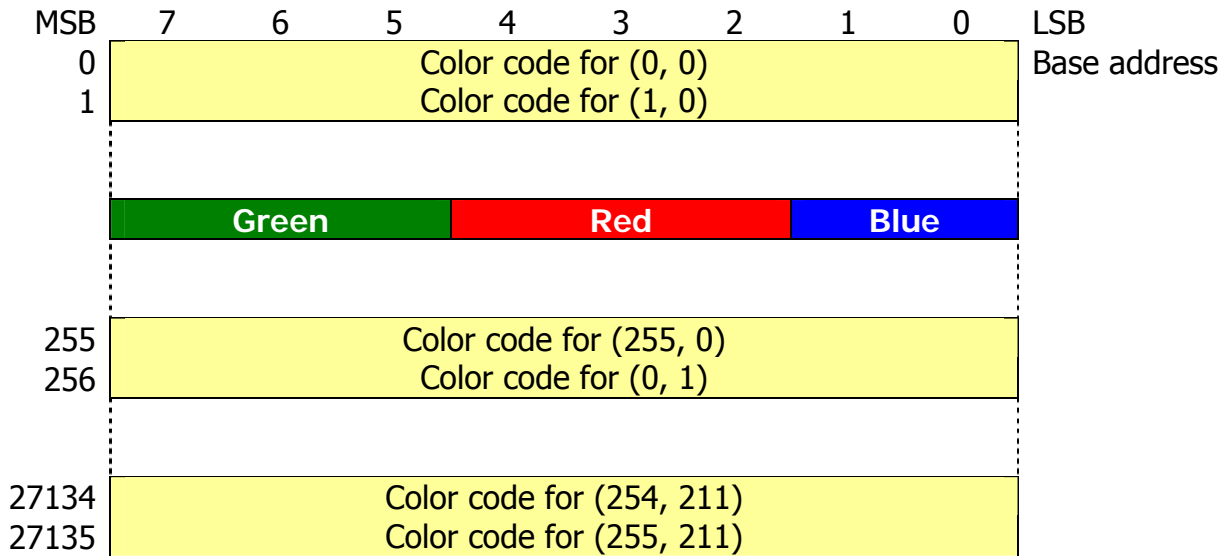 MSB 7 6 5 4 3 2 1 0 LSB
0 Color code for (0, 0) Base address
1 Color code for (1, 0)
Green Red Blue
255 Color code for (255, 0)
256 Color code for (0, 1)
27134 Color code for (254, 211)
27135 Color code for (255, 211)